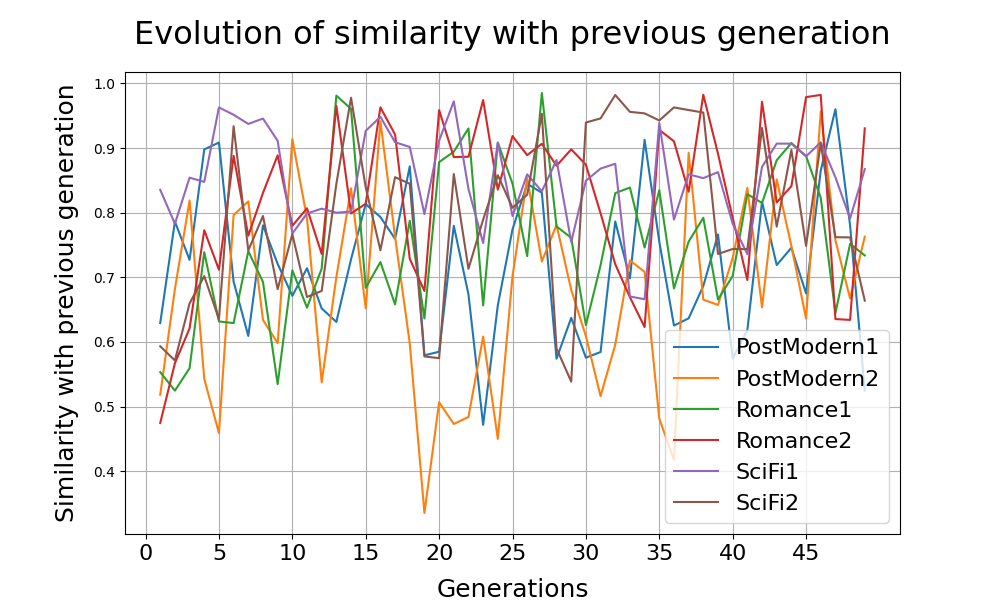 Evolution of similarity with previous generation
Similarity with previous generation
1.0
0.9
0.8
0.7
0.6
0.5
0.4
0 5 10 15 20 25 30 35 40 45
Generations
PostModern1
PostModern2
Romance1
Romance2
SciFi1
SciFi2